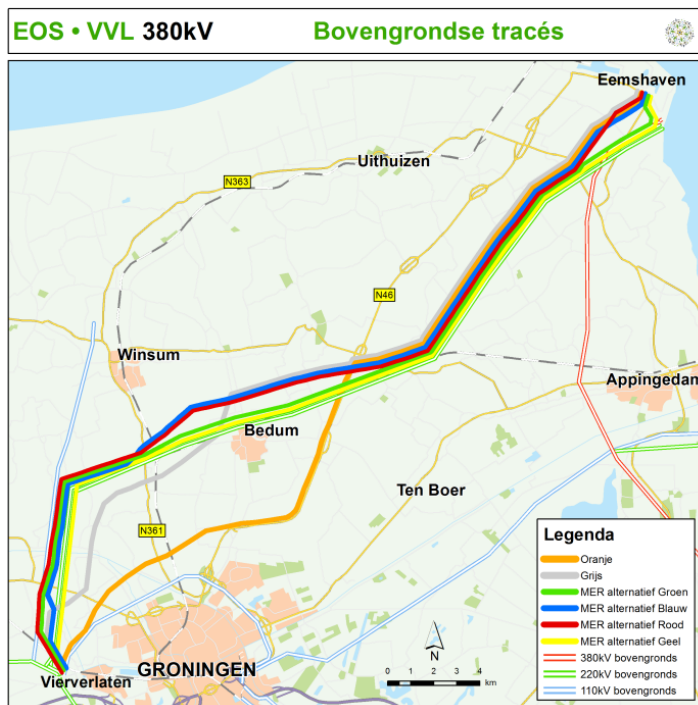 EOS • VVL 380kV
Bovengrondse tracés
Eemshaven
Uithuizen
N363
N46
Winsum
Appingedam
Bedum
Ten Boer
N361
Legenda
Oranje
Grijs
MER alternatief Groen
MER alternatief Blauw
MER alternatief Rood
MER alternatief Geel
380kV bovengronds
220kV bovengronds
110kV bovengronds
N
0 1 2 3 4
km
GRONINGEN
Vierverlaten